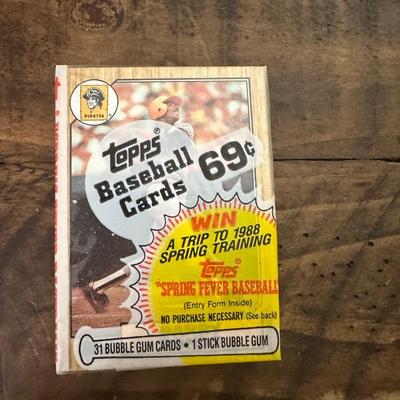 PIRATES
topps®
Baseball
Cards 69¢
WIN
A TRIP TO 1988
SPRING TRAINING
topps
"SPRING FEVER BASEBALL
(Entry Form Inside)
NO PURCHASE NECESSARY (See back)
31 BUBBLE GUM CARDS • 1 STICK BUBBLE GUM